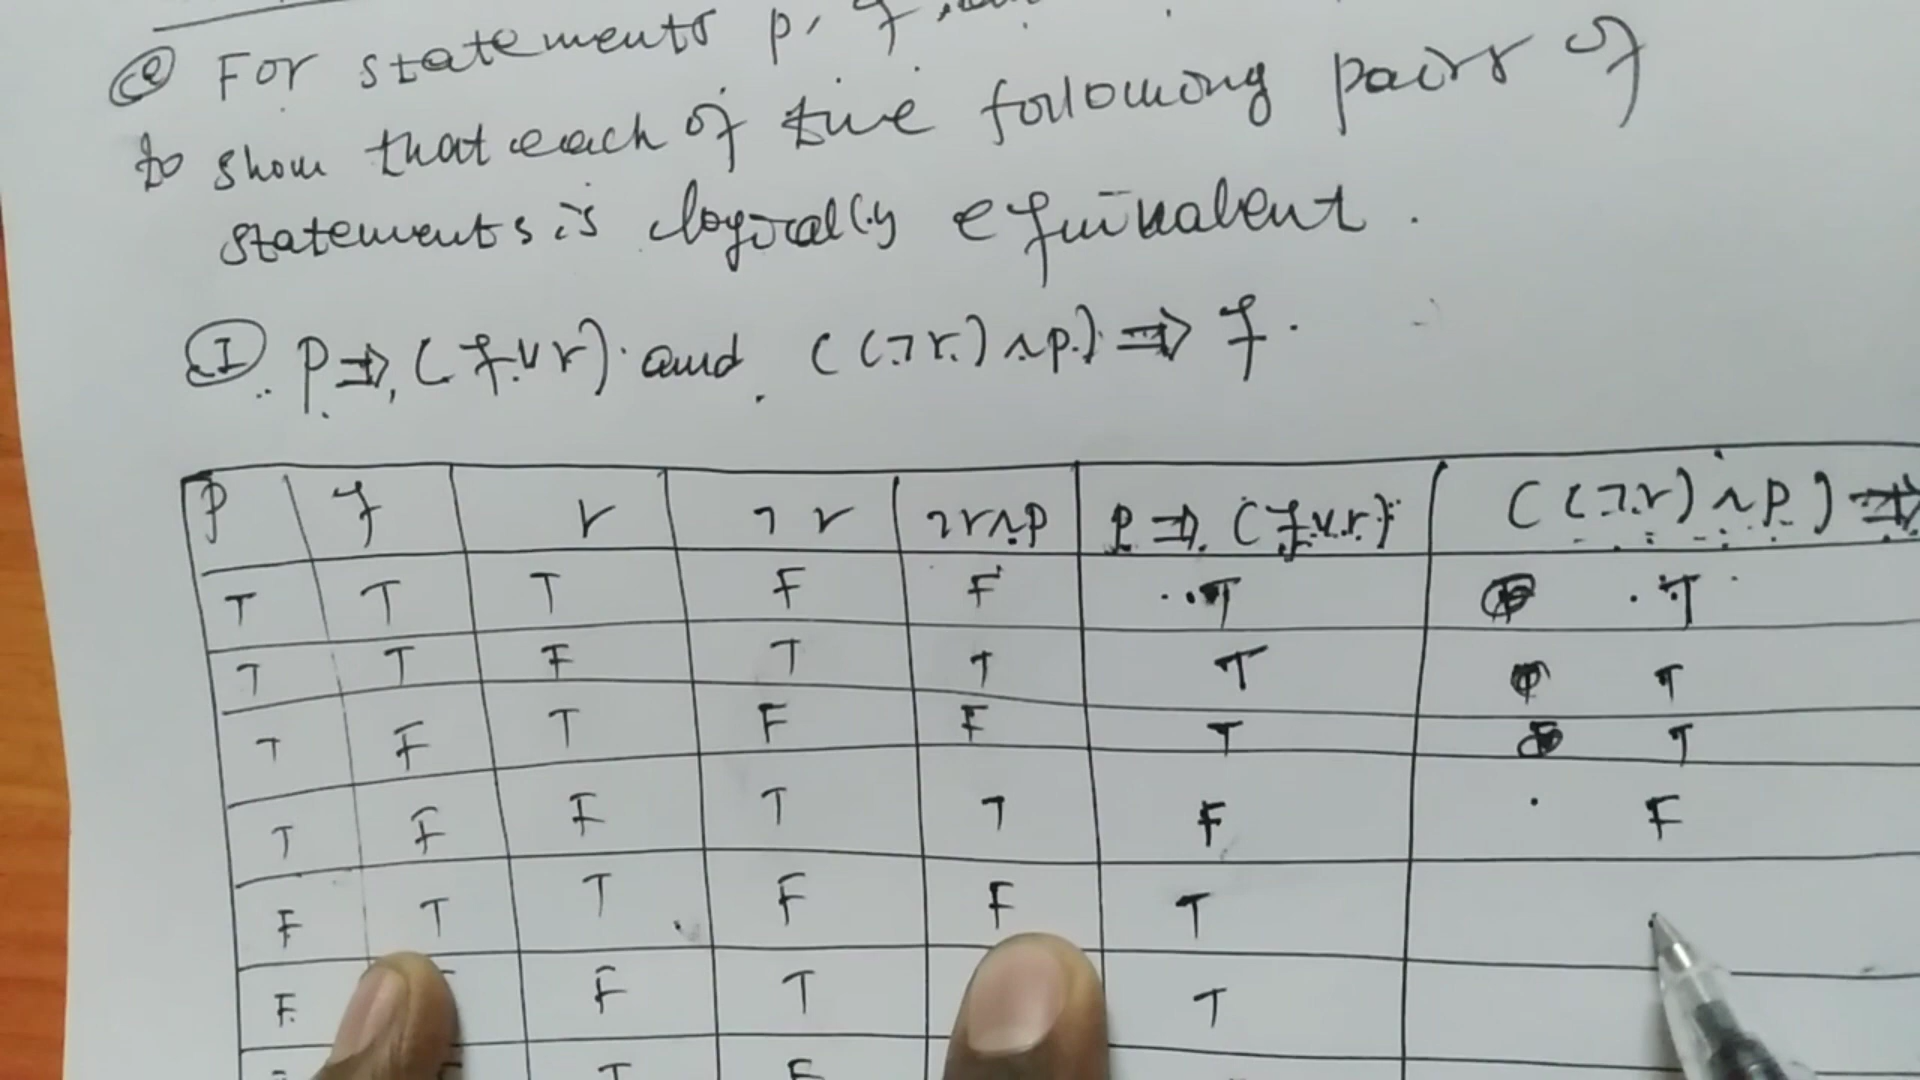 (e) For statements p, q,
to show that each of the following pairs of
statements is logically equivalent.
(I) p ⇒ (q ∨ r) and ((¬r) ∧ p) ⇒ q.
p q r ¬r ¬r∧p p ⇒ (q∨r) ((¬r)∧p) ⇒
T T T F F T T
T T F T T T T
T F T F F T T
T F F T T F F
F T T F F T
F F T T
T F